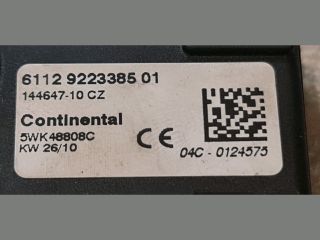 6112 9223385 01
144647-10 CZ
Continental
5WK48808C
KW 26/10
CE
04C - 0124575